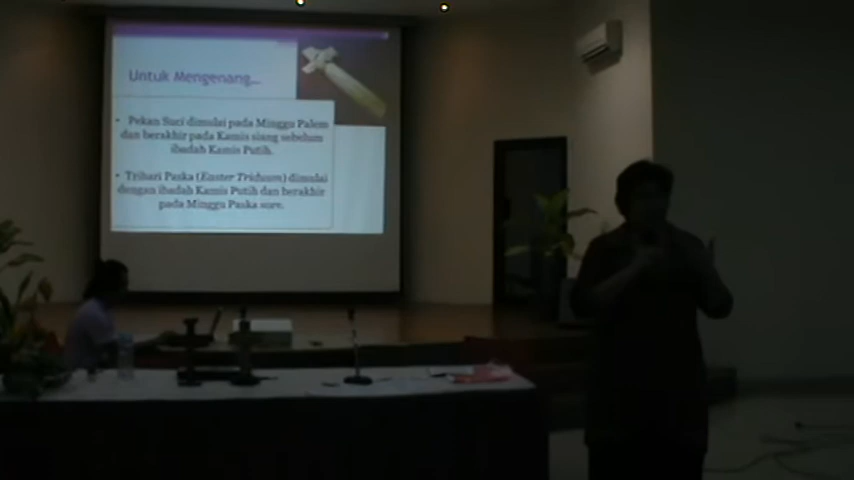 Untuk Mengenang...
• Pekan Suci dimulai pada Minggu Palem
dan berakhir pada Kamis siang sebelum
ibadah Kamis Putih.
• Trihari Paska (Easter Triduum) dimulai
dengan ibadah Kamis Putih dan berakhir
pada Minggu Paska sore.